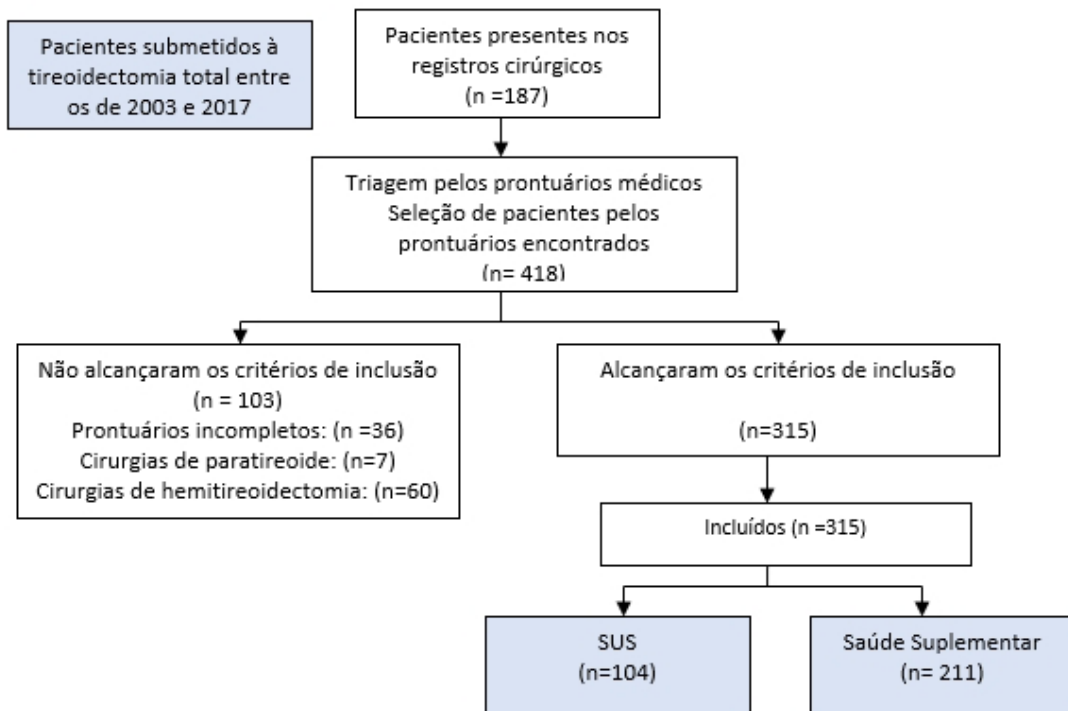 Pacientes submetidos à
tireoidectomia total entre
os de 2003 e 2017
Pacientes presentes nos
registros cirúrgicos
(n =187)
Triagem pelos prontuários médicos
Seleção de pacientes pelos
prontuários encontrados
(n= 418)
Não alcançaram os critérios de inclusão
(n = 103)
Prontuários incompletos: (n =36)
Cirurgias de paratireoide: (n=7)
Cirurgias de hemitireoidectomia: (n=60)
Alcançaram os critérios de inclusão
(n=315)
Incluídos (n =315)
SUS
(n=104)
Saúde Suplementar
(n= 211)